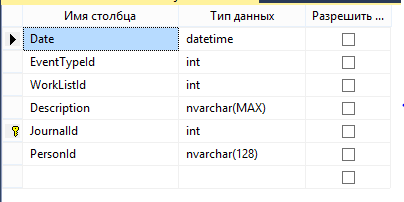 Имя столбца Тип данных Разрешить ...
Date datetime
EventTypeId int
WorkListId int
Description nvarchar(MAX)
JournalId int
PersonId nvarchar(128)